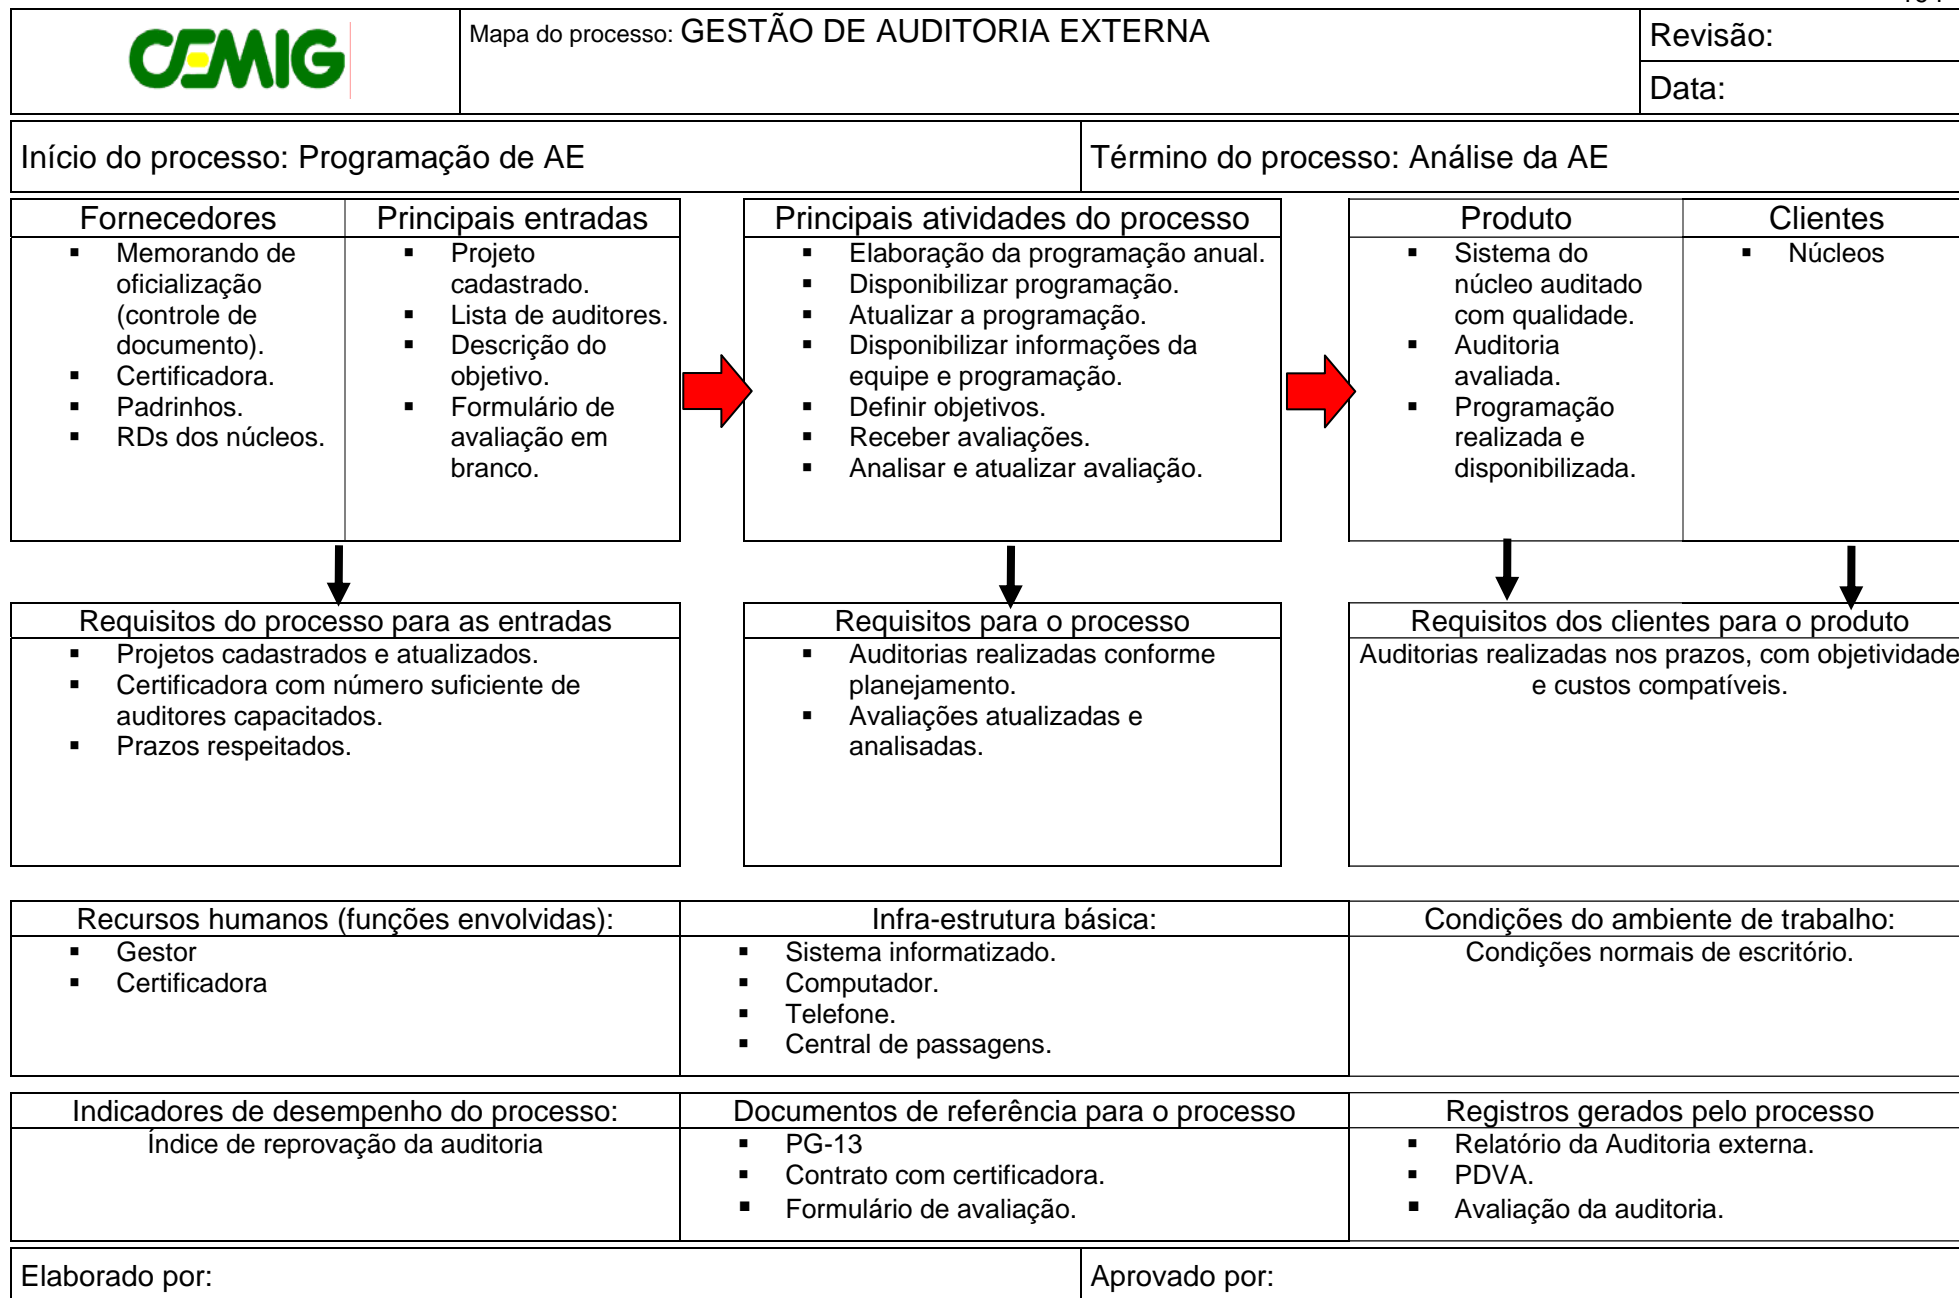 CEMIG
Mapa do processo: GESTÃO DE AUDITORIA EXTERNA
Revisão:
Data:
Início do processo: Programação de AE
Término do processo: Análise da AE
Fornecedores
▪ Memorando de
oficialização
(controle de
documento).
▪ Certificadora.
▪ Padrinhos.
▪ RDs dos núcleos.
Principais entradas
▪ Projeto
cadastrado.
▪ Lista de auditores.
▪ Descrição do
objetivo.
▪ Formulário de
avaliação em
branco.
Principais atividades do processo
▪ Elaboração da programação anual.
▪ Disponibilizar programação.
▪ Atualizar a programação.
▪ Disponibilizar informações da
equipe e programação.
▪ Definir objetivos.
▪ Receber avaliações.
▪ Analisar e atualizar avaliação.
Produto
▪ Sistema do
núcleo auditado
com qualidade.
▪ Auditoria
avaliada.
▪ Programação
realizada e
disponibilizada.
Clientes
▪ Núcleos
Requisitos do processo para as entradas
▪ Projetos cadastrados e atualizados.
▪ Certificadora com número suficiente de
auditores capacitados.
▪ Prazos respeitados.
Requisitos para o processo
▪ Auditorias realizadas conforme
planejamento.
▪ Avaliações atualizadas e
analisadas.
Requisitos dos clientes para o produto
Auditorias realizadas nos prazos, com objetividade
e custos compatíveis.
Recursos humanos (funções envolvidas):
▪ Gestor
▪ Certificadora
Infra-estrutura básica:
▪ Sistema informatizado.
▪ Computador.
▪ Telefone.
▪ Central de passagens.
Condições do ambiente de trabalho:
Condições normais de escritório.
Indicadores de desempenho do processo:
Índice de reprovação da auditoria
Documentos de referência para o processo
▪ PG-13
▪ Contrato com certificadora.
▪ Formulário de avaliação.
Registros gerados pelo processo
▪ Relatório da Auditoria externa.
▪ PDVA.
▪ Avaliação da auditoria.
Elaborado por:
Aprovado por: